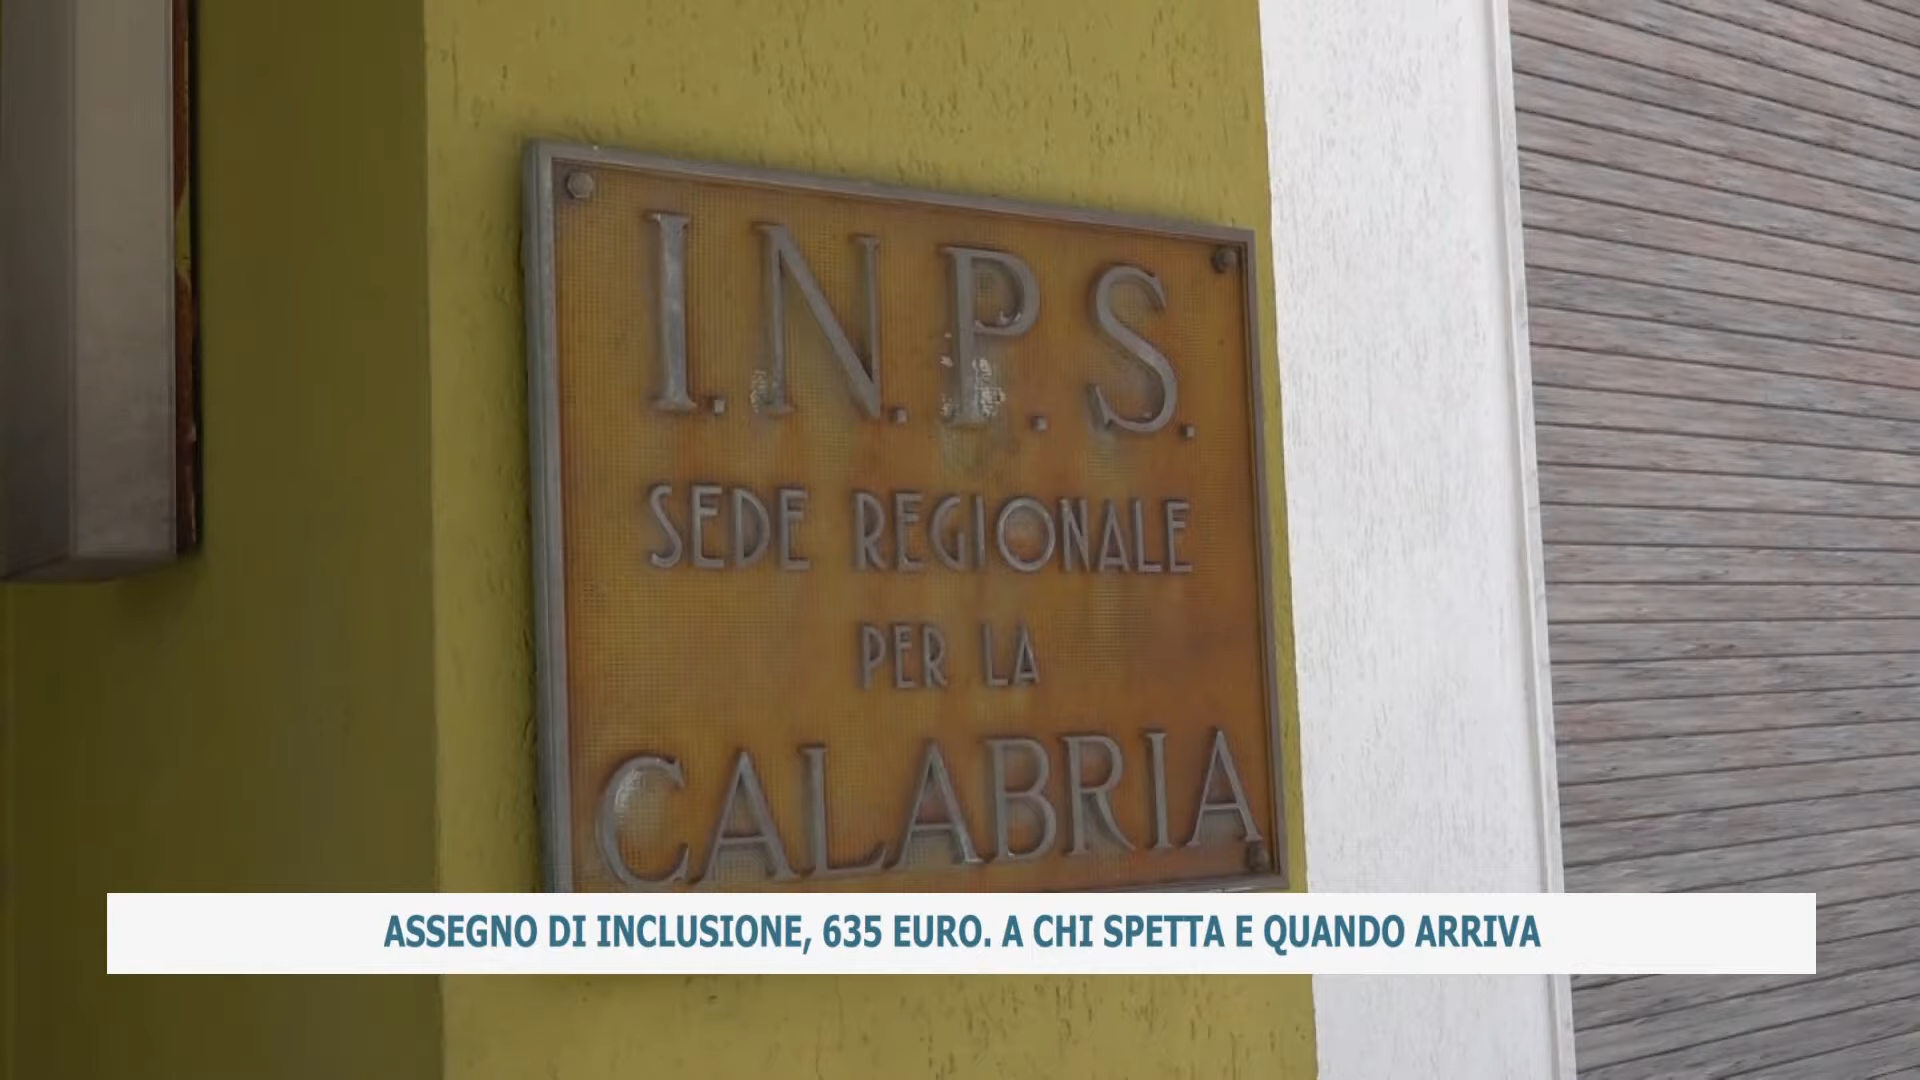 I.N.P.S.
SEDE REGIONALE
PER LA
CALABRIA
ASSEGNO DI INCLUSIONE, 635 EURO. A CHI SPETTA E QUANDO ARRIVA